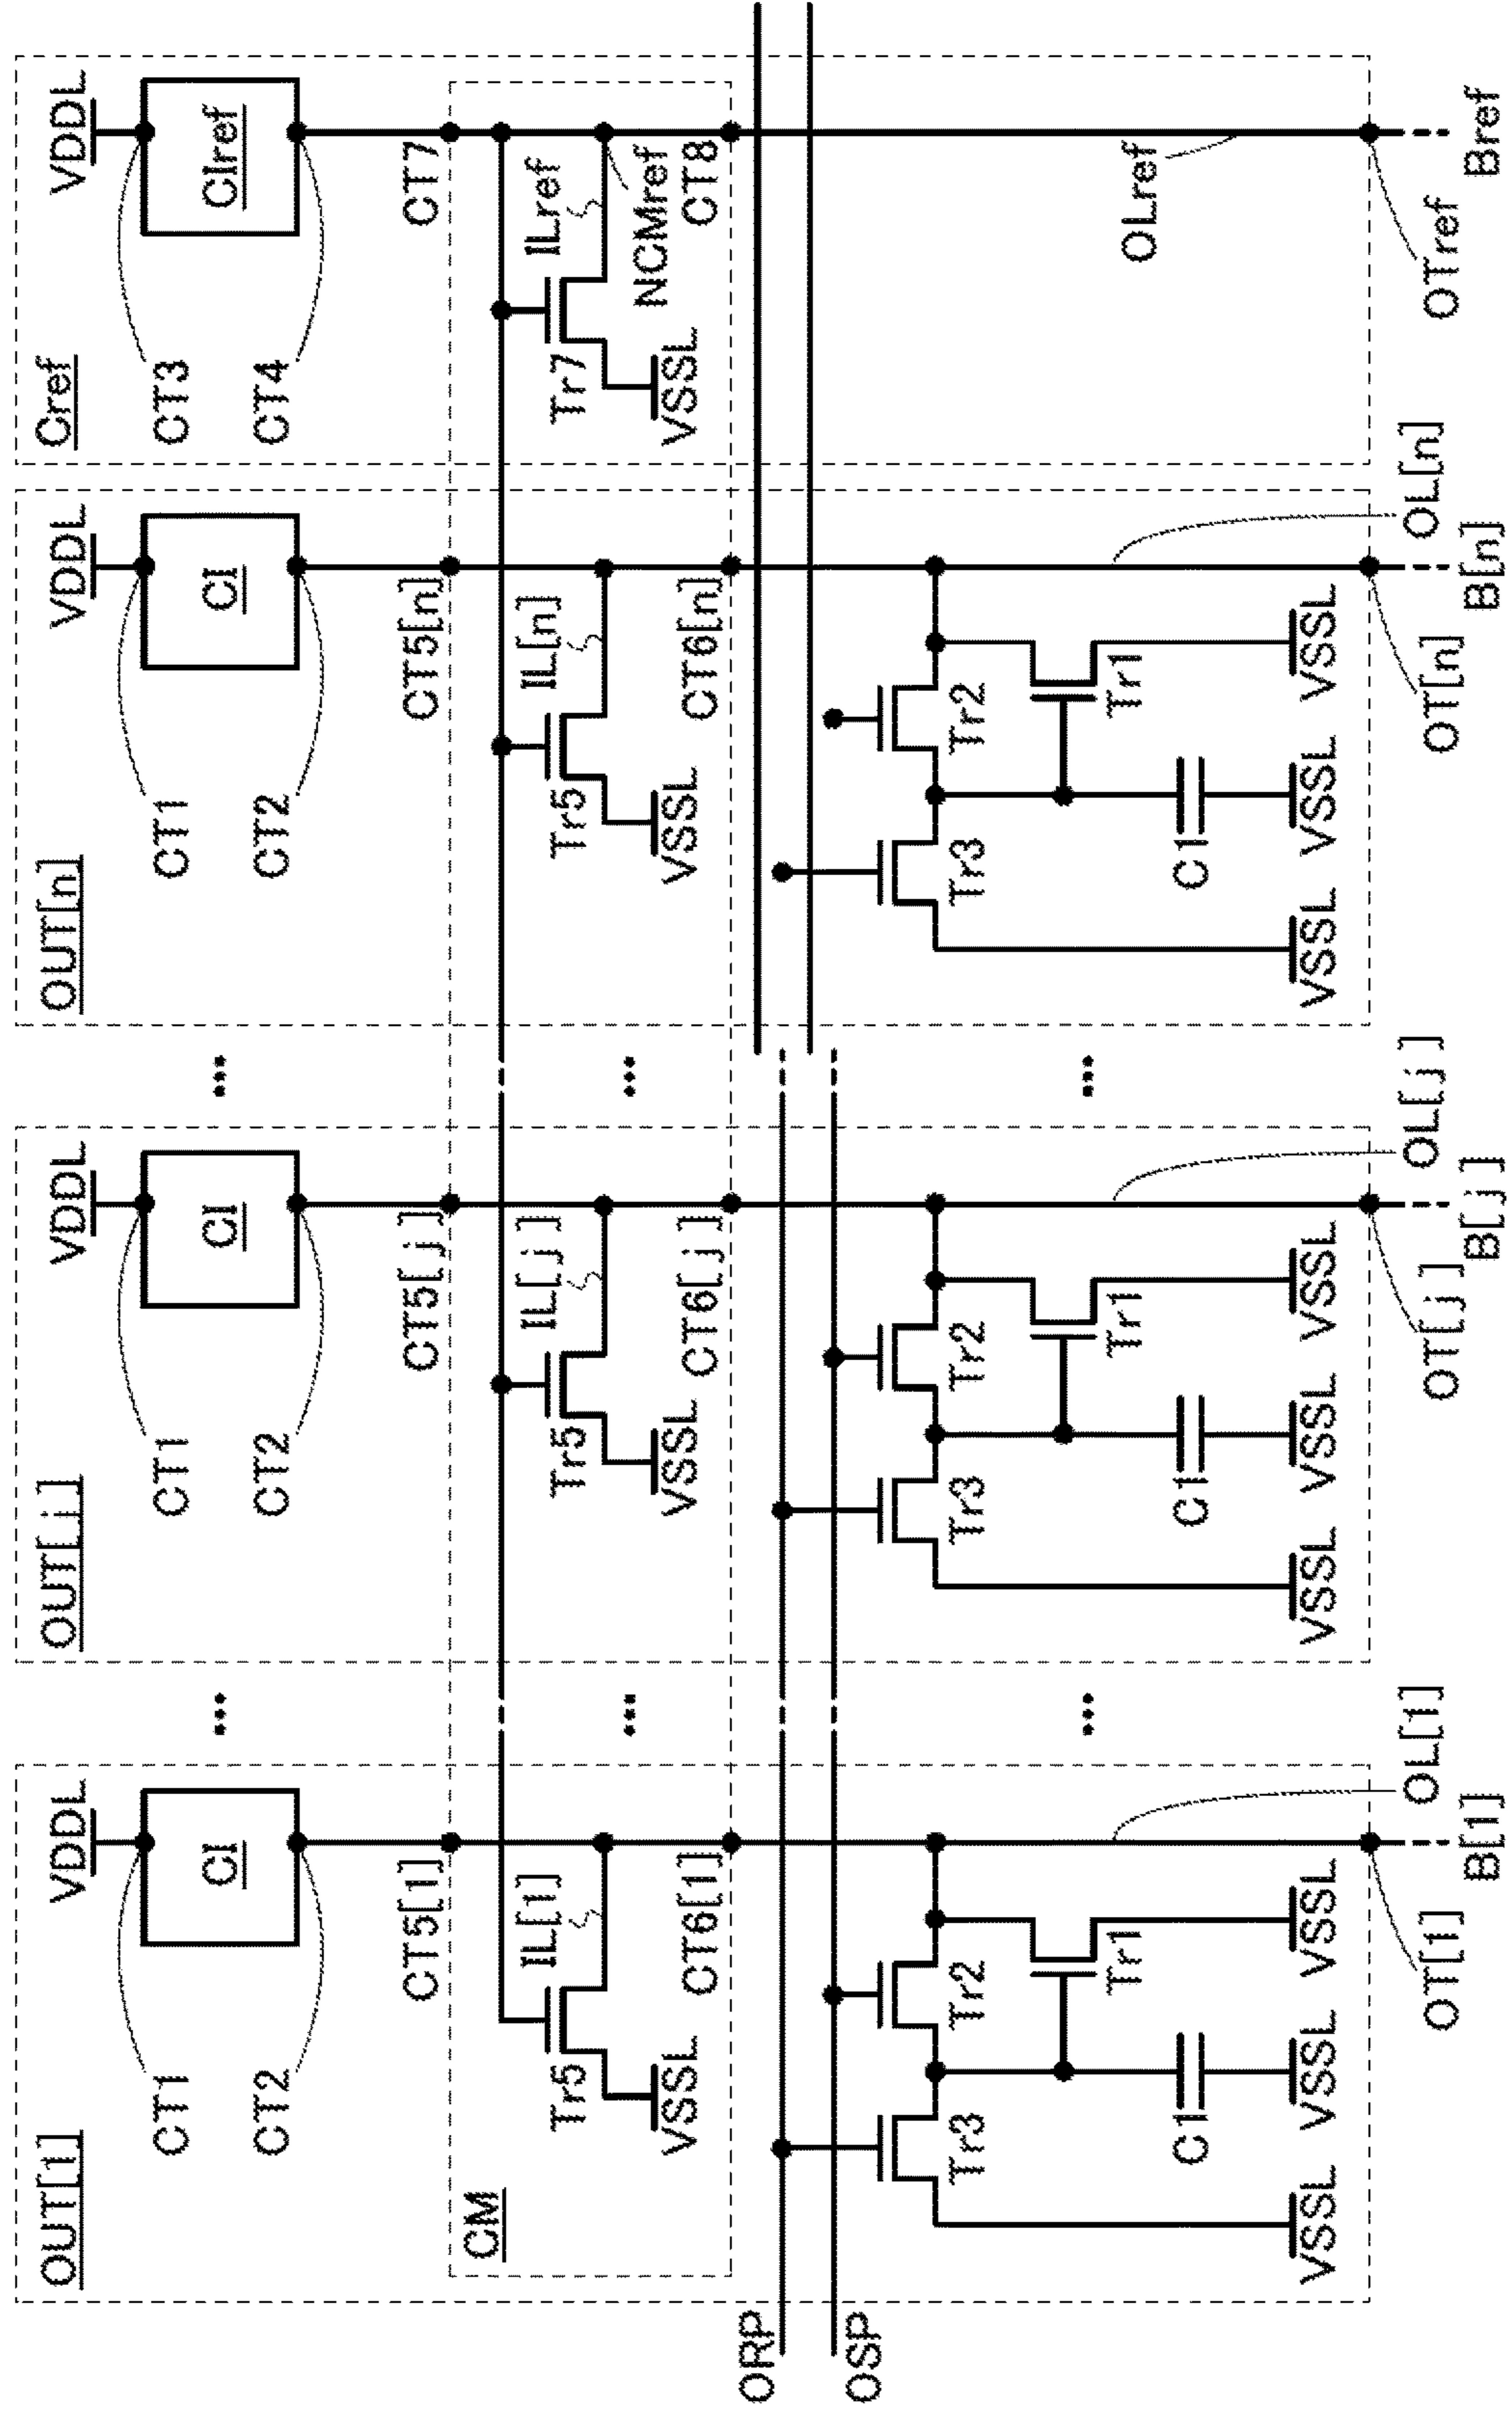 OUT[1]
VDDL
CI
CT1
CT2
CT5[1]
IL[1]
Tr5
VSSL
CT6[1]
CM
ORP
OSP
Tr3
Tr2
Tr1
C1
VSSL
VSSL
VSSL
OL[1]
OT[1]
B[1]
...
...
...
OUT[j]
VDDL
CI
CT1
CT2
CT5[j]
IL[j]
Tr5
VSSL
CT6[j]
Tr3
Tr2
Tr1
C1
VSSL
VSSL
VSSL
OL[j]
OT[j]
B[j]
...
...
...
OUT[n]
VDDL
CI
CT1
CT2
CT5[n]
IL[n]
Tr5
VSSL
CT6[n]
Tr3
Tr2
Tr1
C1
VSSL
VSSL
VSSL
OL[n]
OT[n]
B[n]
Cref
VDDL
CIref
CT3
CT4
CT7
ILref
Tr7
VSSL
NCMref
CT8
OLref
OTref
Bref